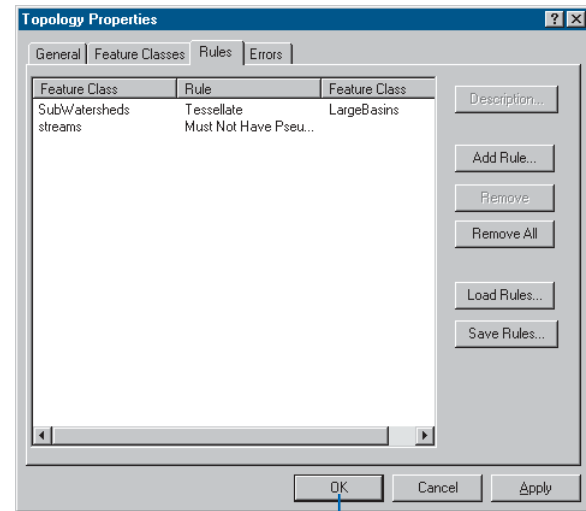 Topology Properties
General Feature Classes Rules Errors
Feature Class Rule Feature Class
SubWatersheds Tessellate LargeBasins
streams Must Not Have Pseu...
Description...
Add Rule...
Remove
Remove All
Load Rules...
Save Rules...
OK Cancel Apply